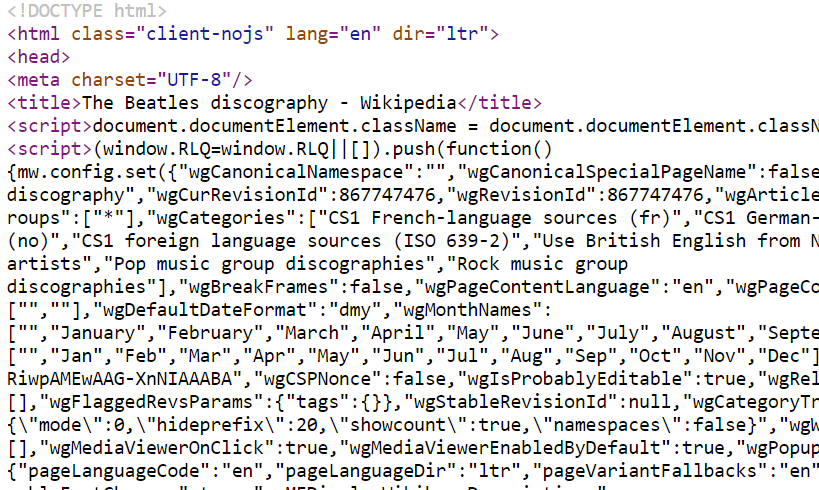 <!DOCTYPE html>
<html class="client-nojs" lang="en" dir="ltr">
<head>
<meta charset="UTF-8"/>
<title>The Beatles discography - Wikipedia</title>
<script>document.documentElement.className = document.documentElement.classN
<script>(window.RLQ=window.RLQ||[]).push(function()
{mw.config.set({"wgCanonicalNamespace":"","wgCanonicalSpecialPageName":false
discography","wgCurRevisionId":867747476,"wgRevisionId":867747476,"wgArticle
roups":["*"],"wgCategories":["CS1 French-language sources (fr)","CS1 German-
(no)","CS1 foreign language sources (ISO 639-2)","Use British English from N
artists","Pop music group discographies","Rock music group
discographies"],"wgBreakFrames":false,"wgPageContentLanguage":"en","wgPageCo
["",""],"wgDefaultDateFormat":"dmy","wgMonthNames":
["","January","February","March","April","May","June","July","August","Septe
["","Jan","Feb","Mar","Apr","May","Jun","Jul","Aug","Sep","Oct","Nov","Dec"]
RiwpAMEwAAG-XnNIAAABA","wgCSPNonce":false,"wgIsProbablyEditable":true,"wgRel
[],"wgFlaggedRevsParams":{"tags":{}},"wgStableRevisionId":null,"wgCategoryTr
{\"mode\":0,\"hideprefix\":20,\"showcount\":true,\"namespaces\":false}","wgW
[],"wgMediaViewerOnClick":true,"wgMediaViewerEnabledByDefault":true,"wgPopup
{"pageLanguageCode":"en","pageLanguageDir":"ltr","pageVariantFallbacks":"en"